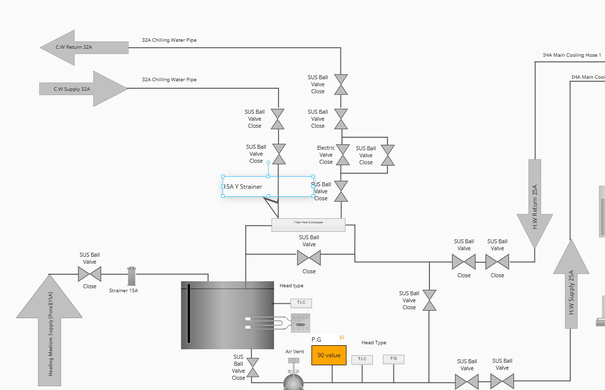 32A Chilling Water Pipe
C.W Return 32A
IHA Main Cooling Hose 1
32A Chilling Water Pipe
IHA Main Cool
SUS Ball
Valve
Close
C.W Supply 32A
SUS Ball
Valve
Close
SUS Ball
Valve
Close
SUS Ball
Valve
Close
Electric
Valve
Close
SUS Ball
Valve
Close
15A Y Strainer
SUS Ball
Valve
Close
H.W Return 25A
SUS Ball
Valve
Close
SUS Ball
Valve
Close
SUS Ball
Valve
Close
SUS Ball
Valve
Close
Strainer 15A
Head type
T.I.C
SUS Ball
Valve
Close
H.W Supply 25A
Heating Medium Supply (Pure)(15A)
P.G
90 value
Head Type
Air Vent
T.I.C
SUS
Ball
Valve
Close
SUS Ball
Valve
SUS Ball
Valve